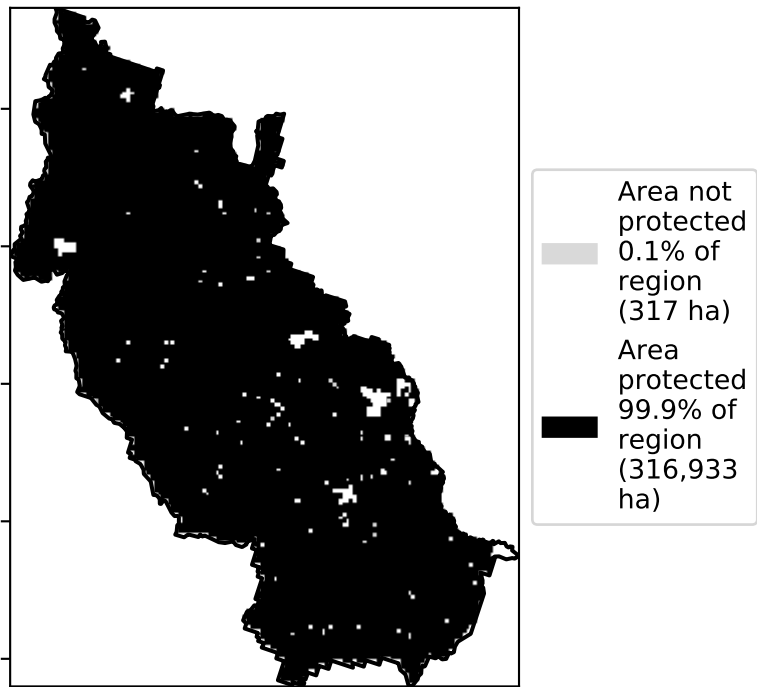 Area not
protected
0.1% of
region
(317 ha)
Area
protected
99.9% of
region
(316,933
ha)